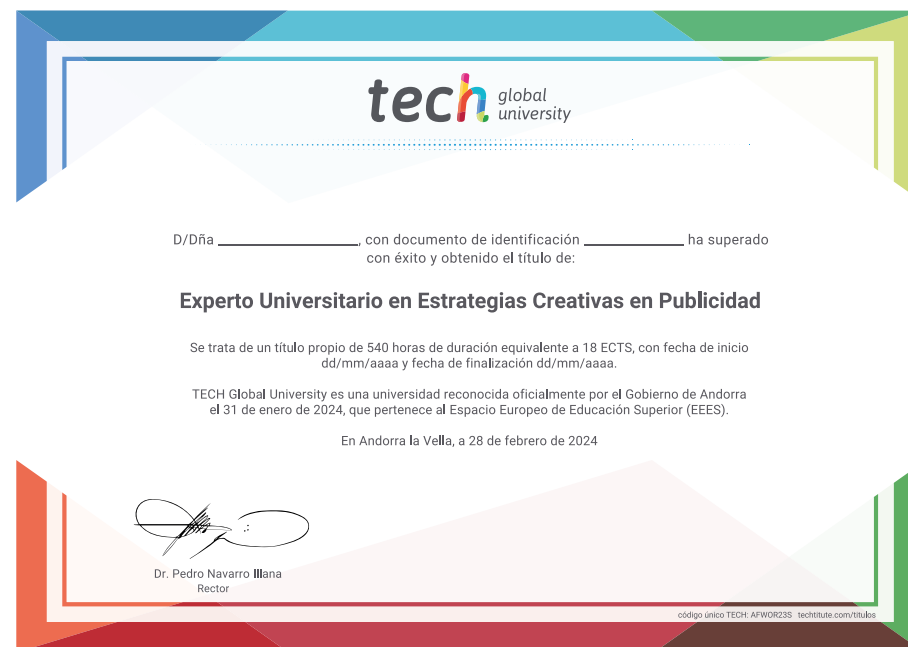 tech global
university
D/Dña ______________, con documento de identificación __________ ha superado
con éxito y obtenido el título de:
Experto Universitario en Estrategias Creativas en Publicidad
Se trata de un título propio de 540 horas de duración equivalente a 18 ECTS, con fecha de inicio
dd/mm/aaaa y fecha de finalización dd/mm/aaaa.
TECH Global University es una universidad reconocida oficialmente por el Gobierno de Andorra
el 31 de enero de 2024, que pertenece al Espacio Europeo de Educación Superior (EEES).
En Andorra la Vella, a 28 de febrero de 2024
Dr. Pedro Navarro Illana
Rector
código único TECH: AFWOR23S techtitute.com/titulos